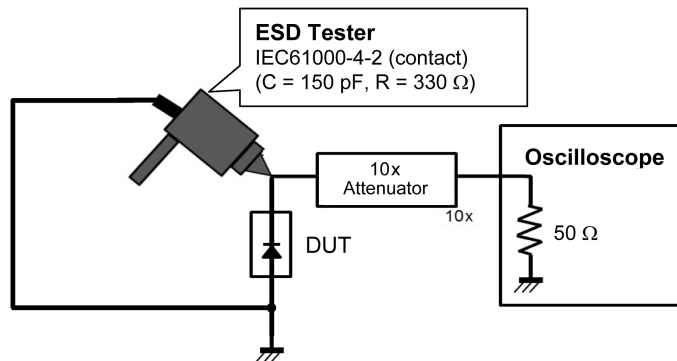 ESD Tester
IEC61000-4-2 (contact)
(C = 150 pF, R = 330 Ω)
Oscilloscope
10x
Attenuator
10x
50 Ω
DUT